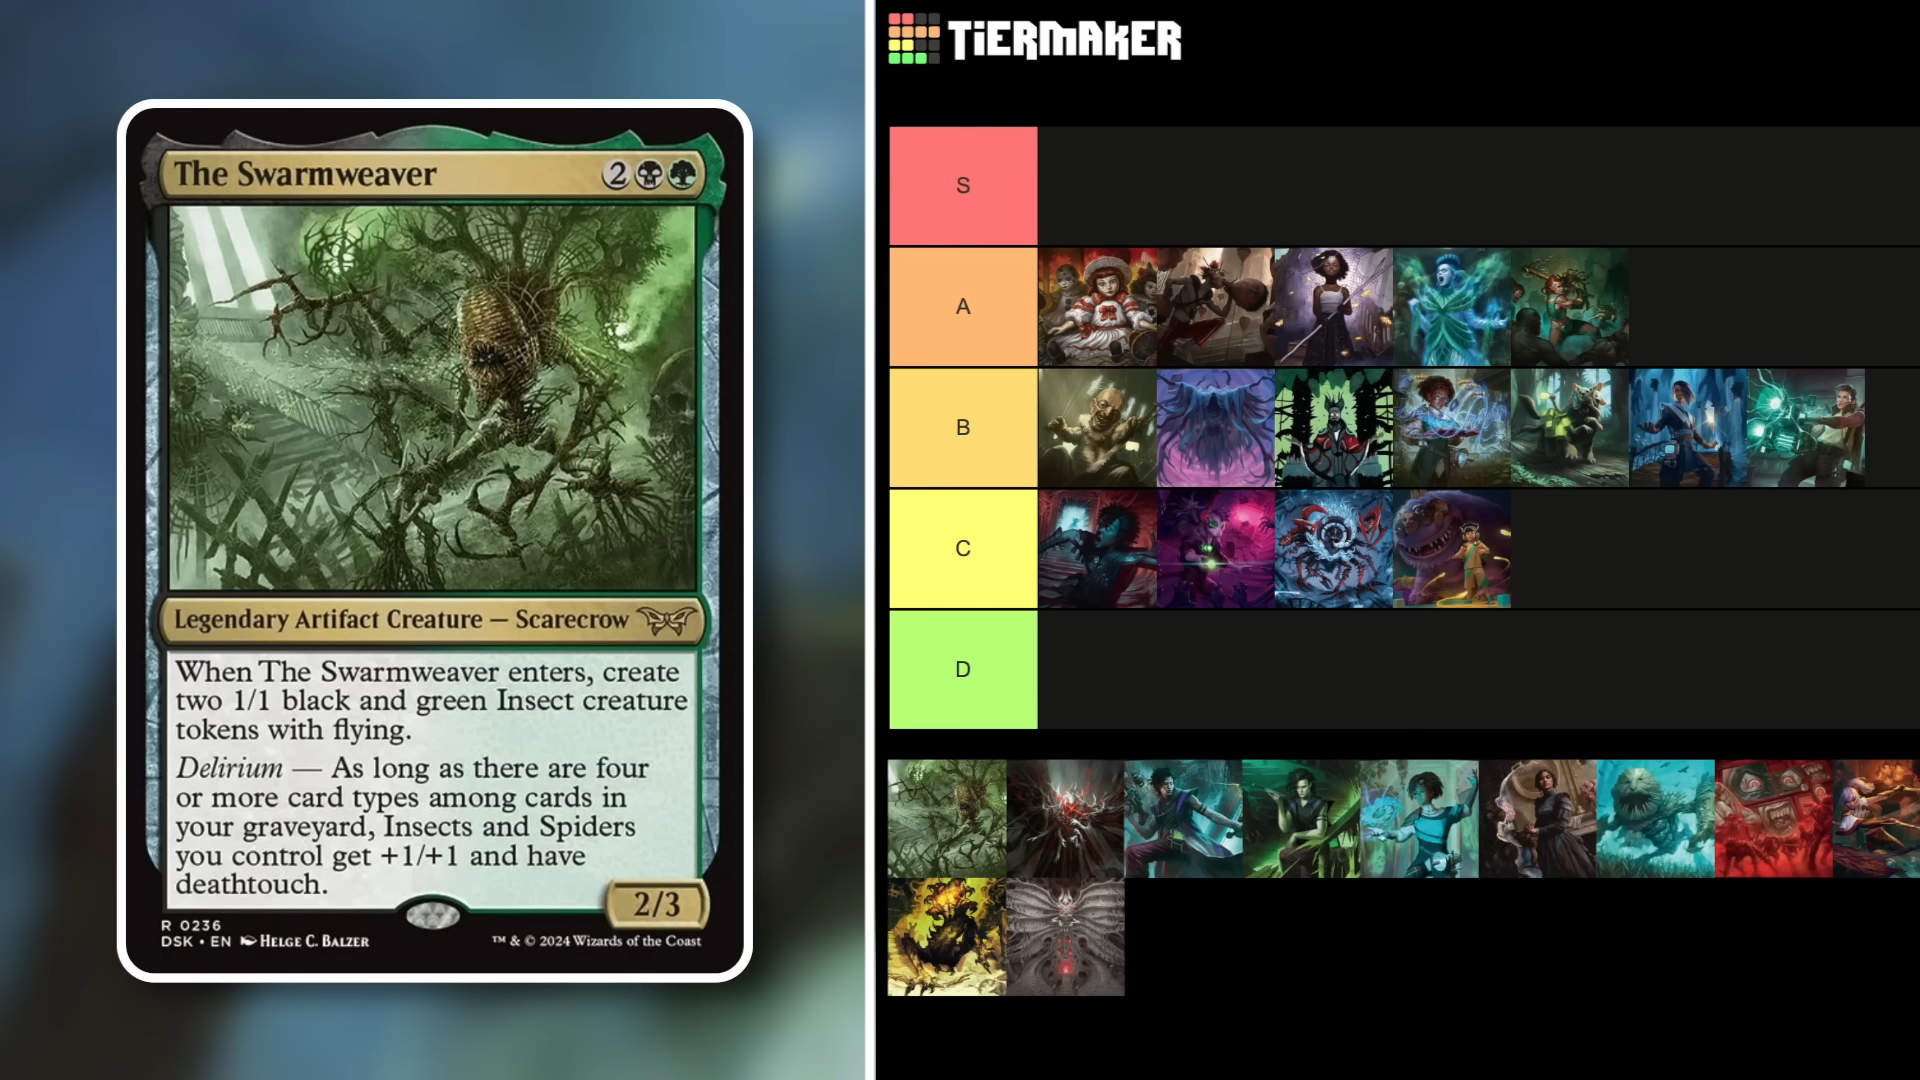 The Swarmweaver 2
Legendary Artifact Creature — Scarecrow
When The Swarmweaver enters, create
two 1/1 black and green Insect creature
tokens with flying.
Delirium — As long as there are four
or more card types among cards in
your graveyard, Insects and Spiders
you control get +1/+1 and have
deathtouch.
2/3
R 0236
DSK • EN HELGE C. BALZER
™ & © 2024 Wizards of the Coast
TiERMAKER
S
A
B
C
D